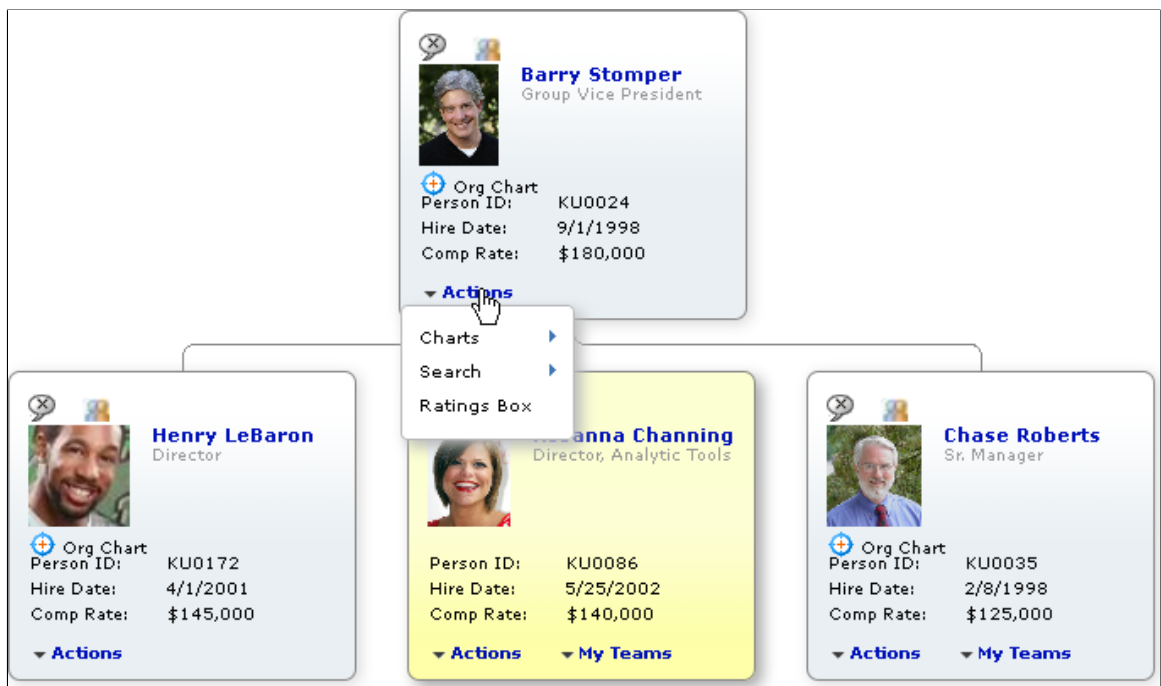 Barry Stomper
Group Vice President
Org Chart
Person ID: KU0024
Hire Date: 9/1/1998
Comp Rate: $180,000
Actions
Charts
Search
Ratings Box
Henry LeBaron
Director
Org Chart
Person ID: KU0172
Hire Date: 4/1/2001
Comp Rate: $145,000
Actions
Channing
Director, Analytic Tools
Person ID: KU0086
Hire Date: 5/25/2002
Comp Rate: $140,000
Actions My Teams
Chase Roberts
Sr. Manager
Org Chart
Person ID: KU0035
Hire Date: 2/8/1998
Comp Rate: $125,000
Actions My Teams